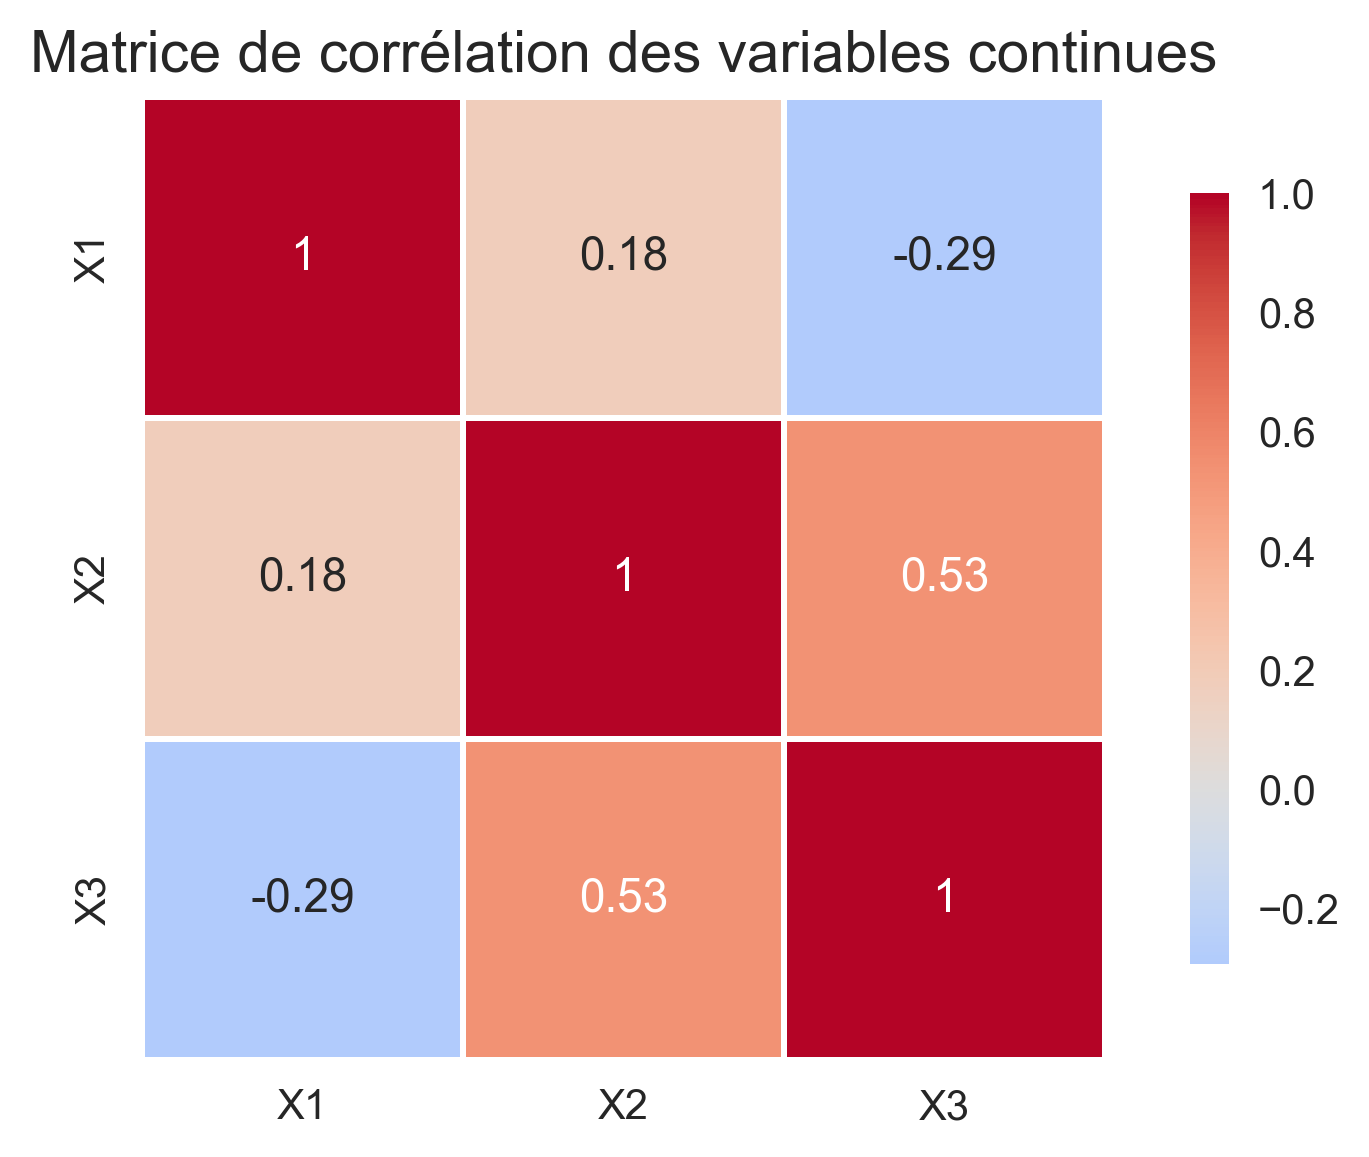 Matrice de corrélation des variables continues
X1
1
0.18
-0.29
X2
0.18
1
0.53
X3
-0.29
0.53
1
X1
X2
X3
1.0
0.8
0.6
0.4
0.2
0.0
−0.2